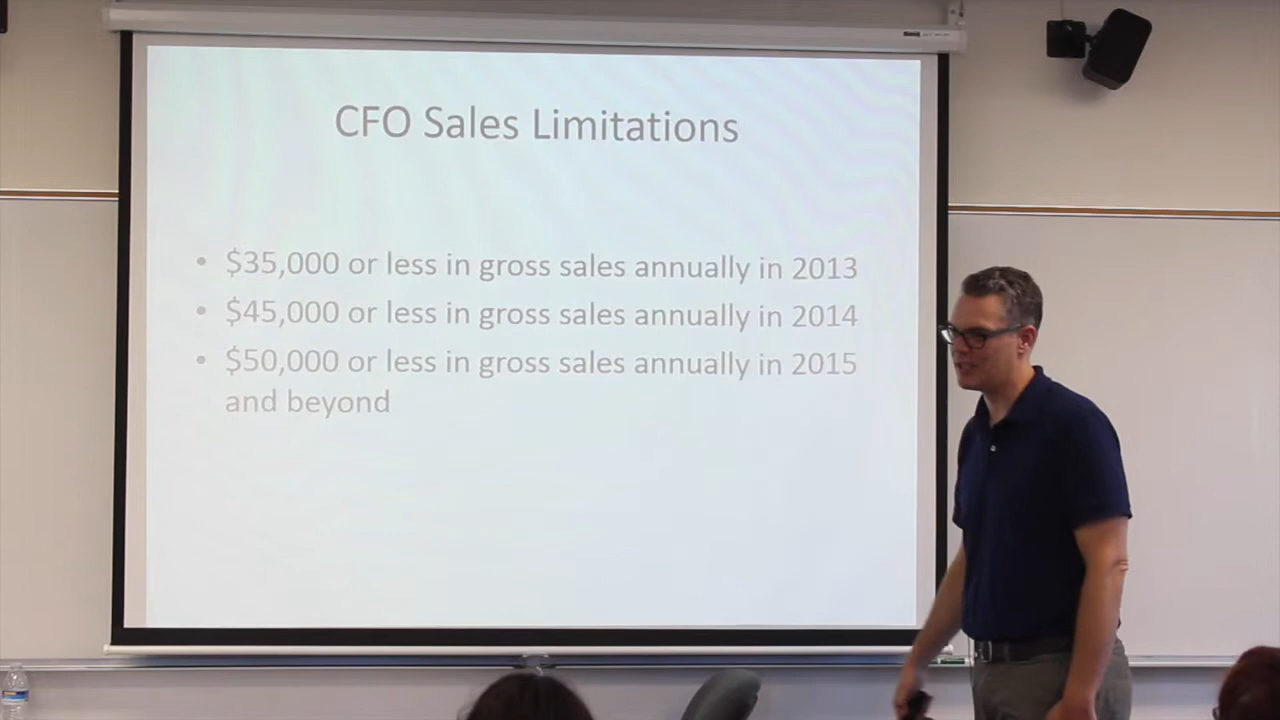 CFO Sales Limitations
• $35,000 or less in gross sales annually in 2013
• $45,000 or less in gross sales annually in 2014
• $50,000 or less in gross sales annually in 2015
and beyond